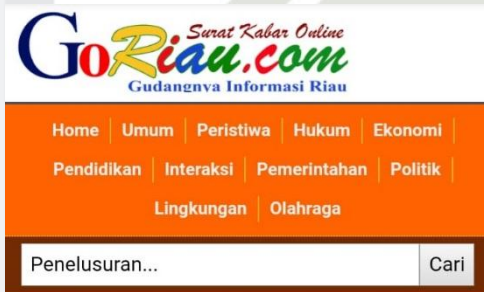 Surat Kabar Online
GoRiau.com
Gudangnya Informasi Riau
Home | Umum | Peristiwa | Hukum | Ekonomi |
Pendidikan | Interaksi | Pemerintahan | Politik |
Lingkungan | Olahraga
Penelusuran... Cari